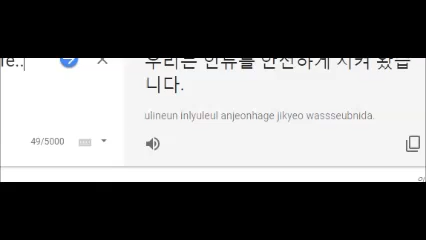 우리는 인류를 안전하게 지켜 왔습
니다.
ulineun inlyuleul anjeonhage jikyeo wassseubnida.
49/5000